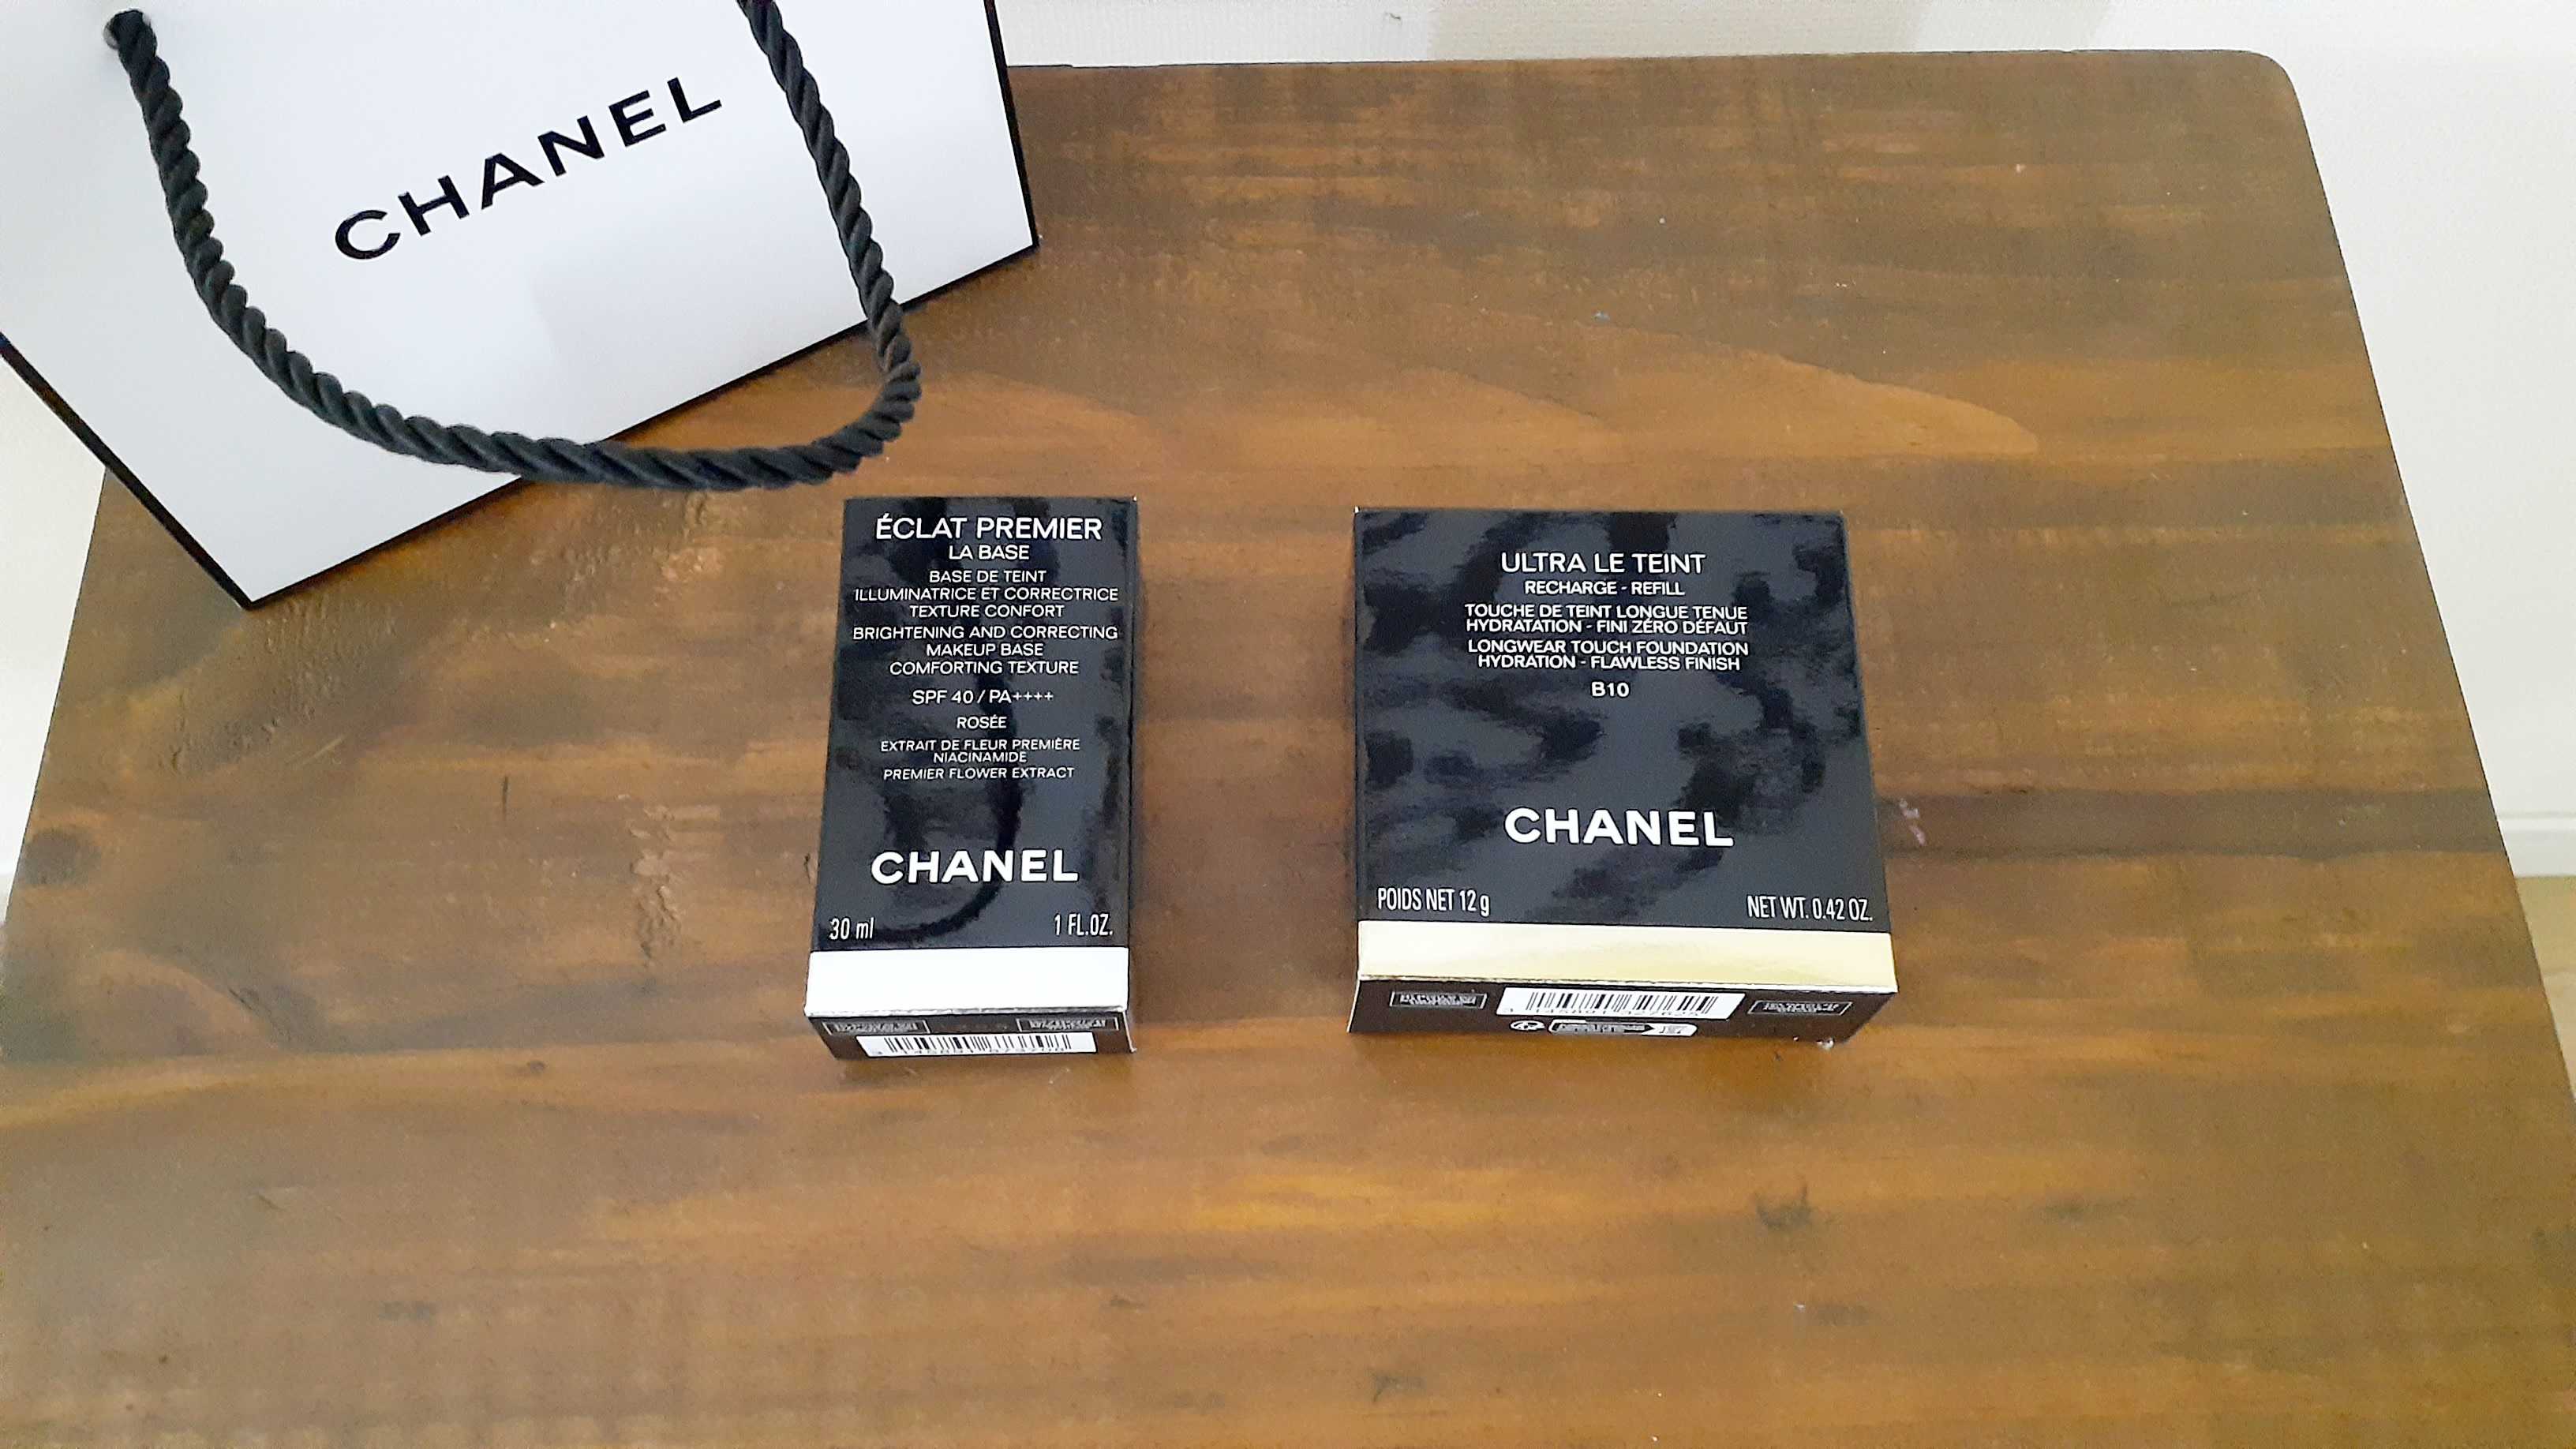 CHANEL
ÉCLAT PREMIER
LA BASE
BASE DE TEINT
ILLUMINATRICE ET CORRECTRICE
TEXTURE CONFORT
BRIGHTENING AND CORRECTING
MAKEUP BASE
COMFORTING TEXTURE
SPF 40 / PA++++
ROSÉE
EXTRAIT DE FLEUR PREMIÈRE
NIACINAMIDE
PREMIER FLOWER EXTRACT
CHANEL
30 ml 1 FL.OZ.
ULTRA LE TEINT
RECHARGE - REFILL
TOUCHE DE TEINT LONGUE TENUE
HYDRATATION - FINI ZÉRO DÉFAUT
LONGWEAR TOUCH FOUNDATION
HYDRATION - FLAWLESS FINISH
B10
CHANEL
POIDS NET 12 g NET WT. 0.42 OZ.